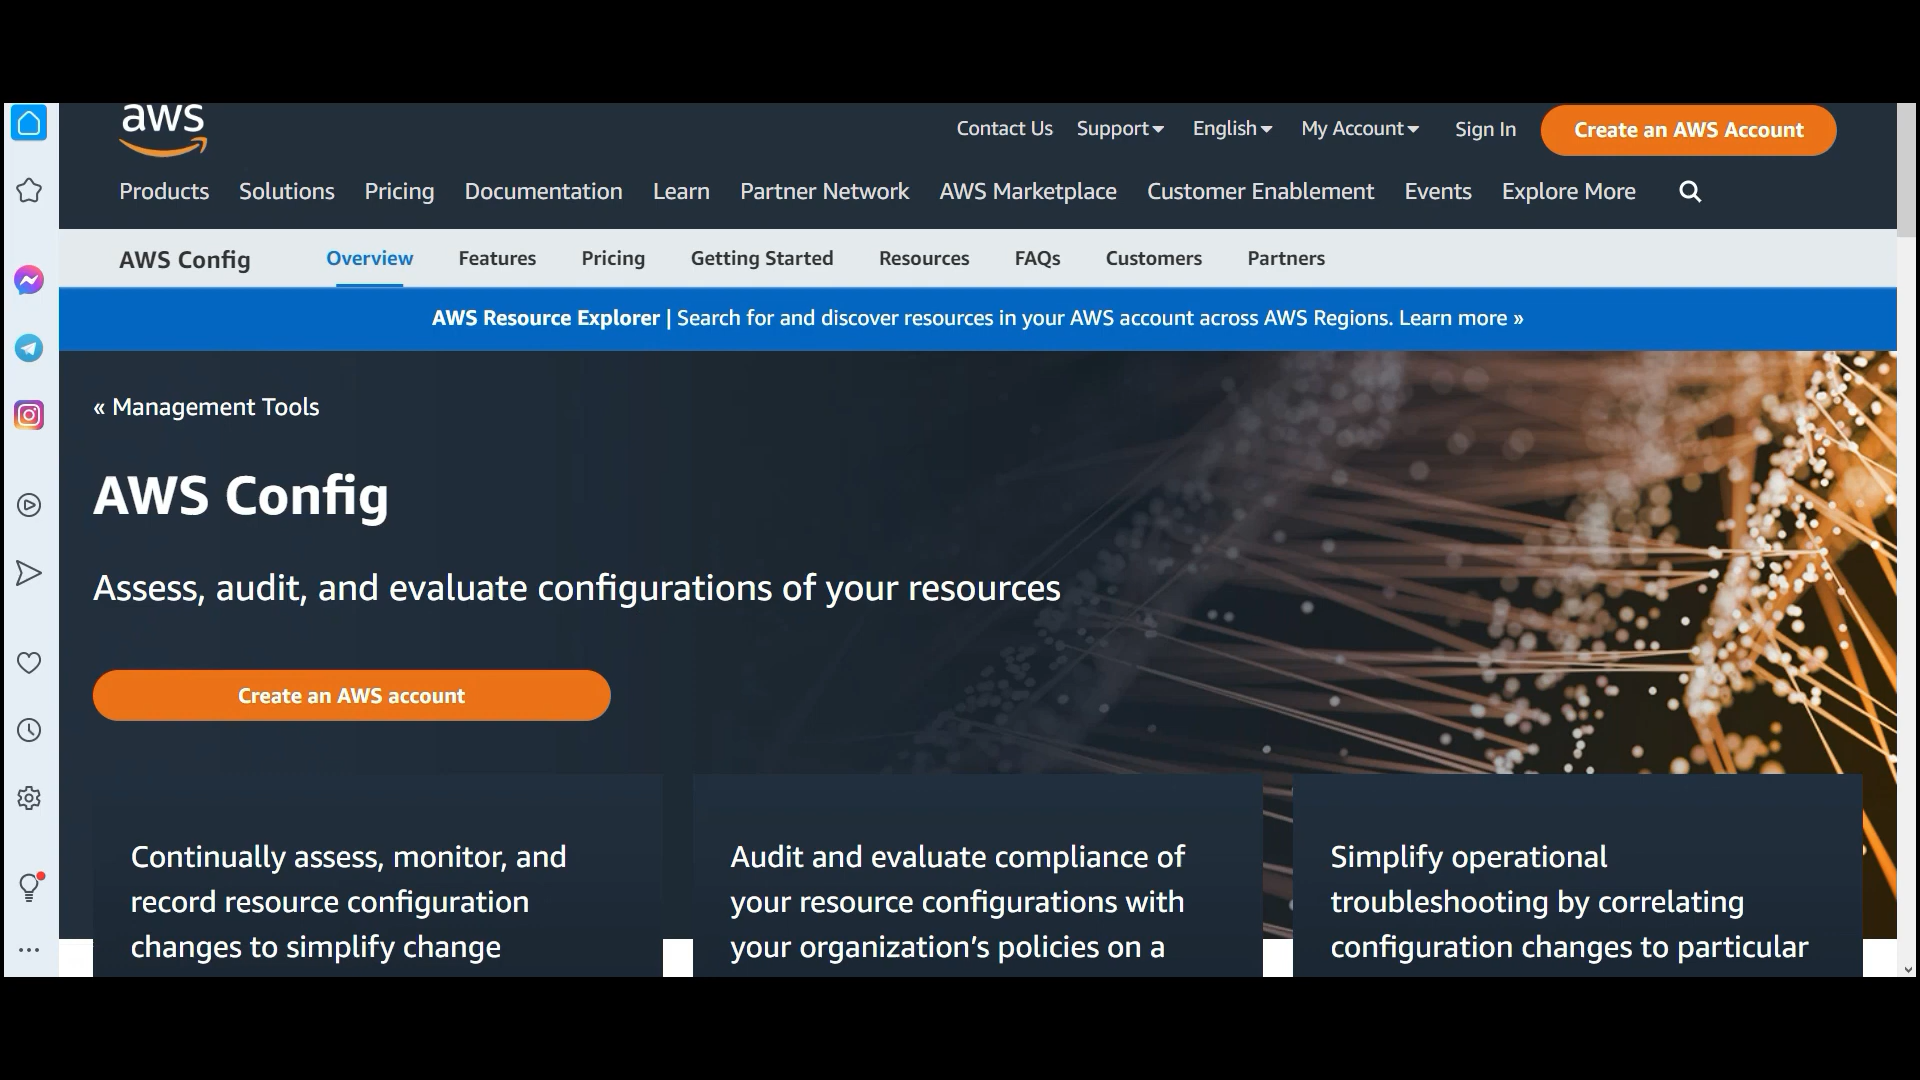 aws
Contact Us Support English My Account Sign In Create an AWS Account
Products Solutions Pricing Documentation Learn Partner Network AWS Marketplace Customer Enablement Events Explore More
AWS Config Overview Features Pricing Getting Started Resources FAQs Customers Partners
AWS Resource Explorer | Search for and discover resources in your AWS account across AWS Regions. Learn more »
« Management Tools
AWS Config
Assess, audit, and evaluate configurations of your resources
Create an AWS account
Continually assess, monitor, and
record resource configuration
changes to simplify change
Audit and evaluate compliance of
your resource configurations with
your organization’s policies on a
Simplify operational
troubleshooting by correlating
configuration changes to particular